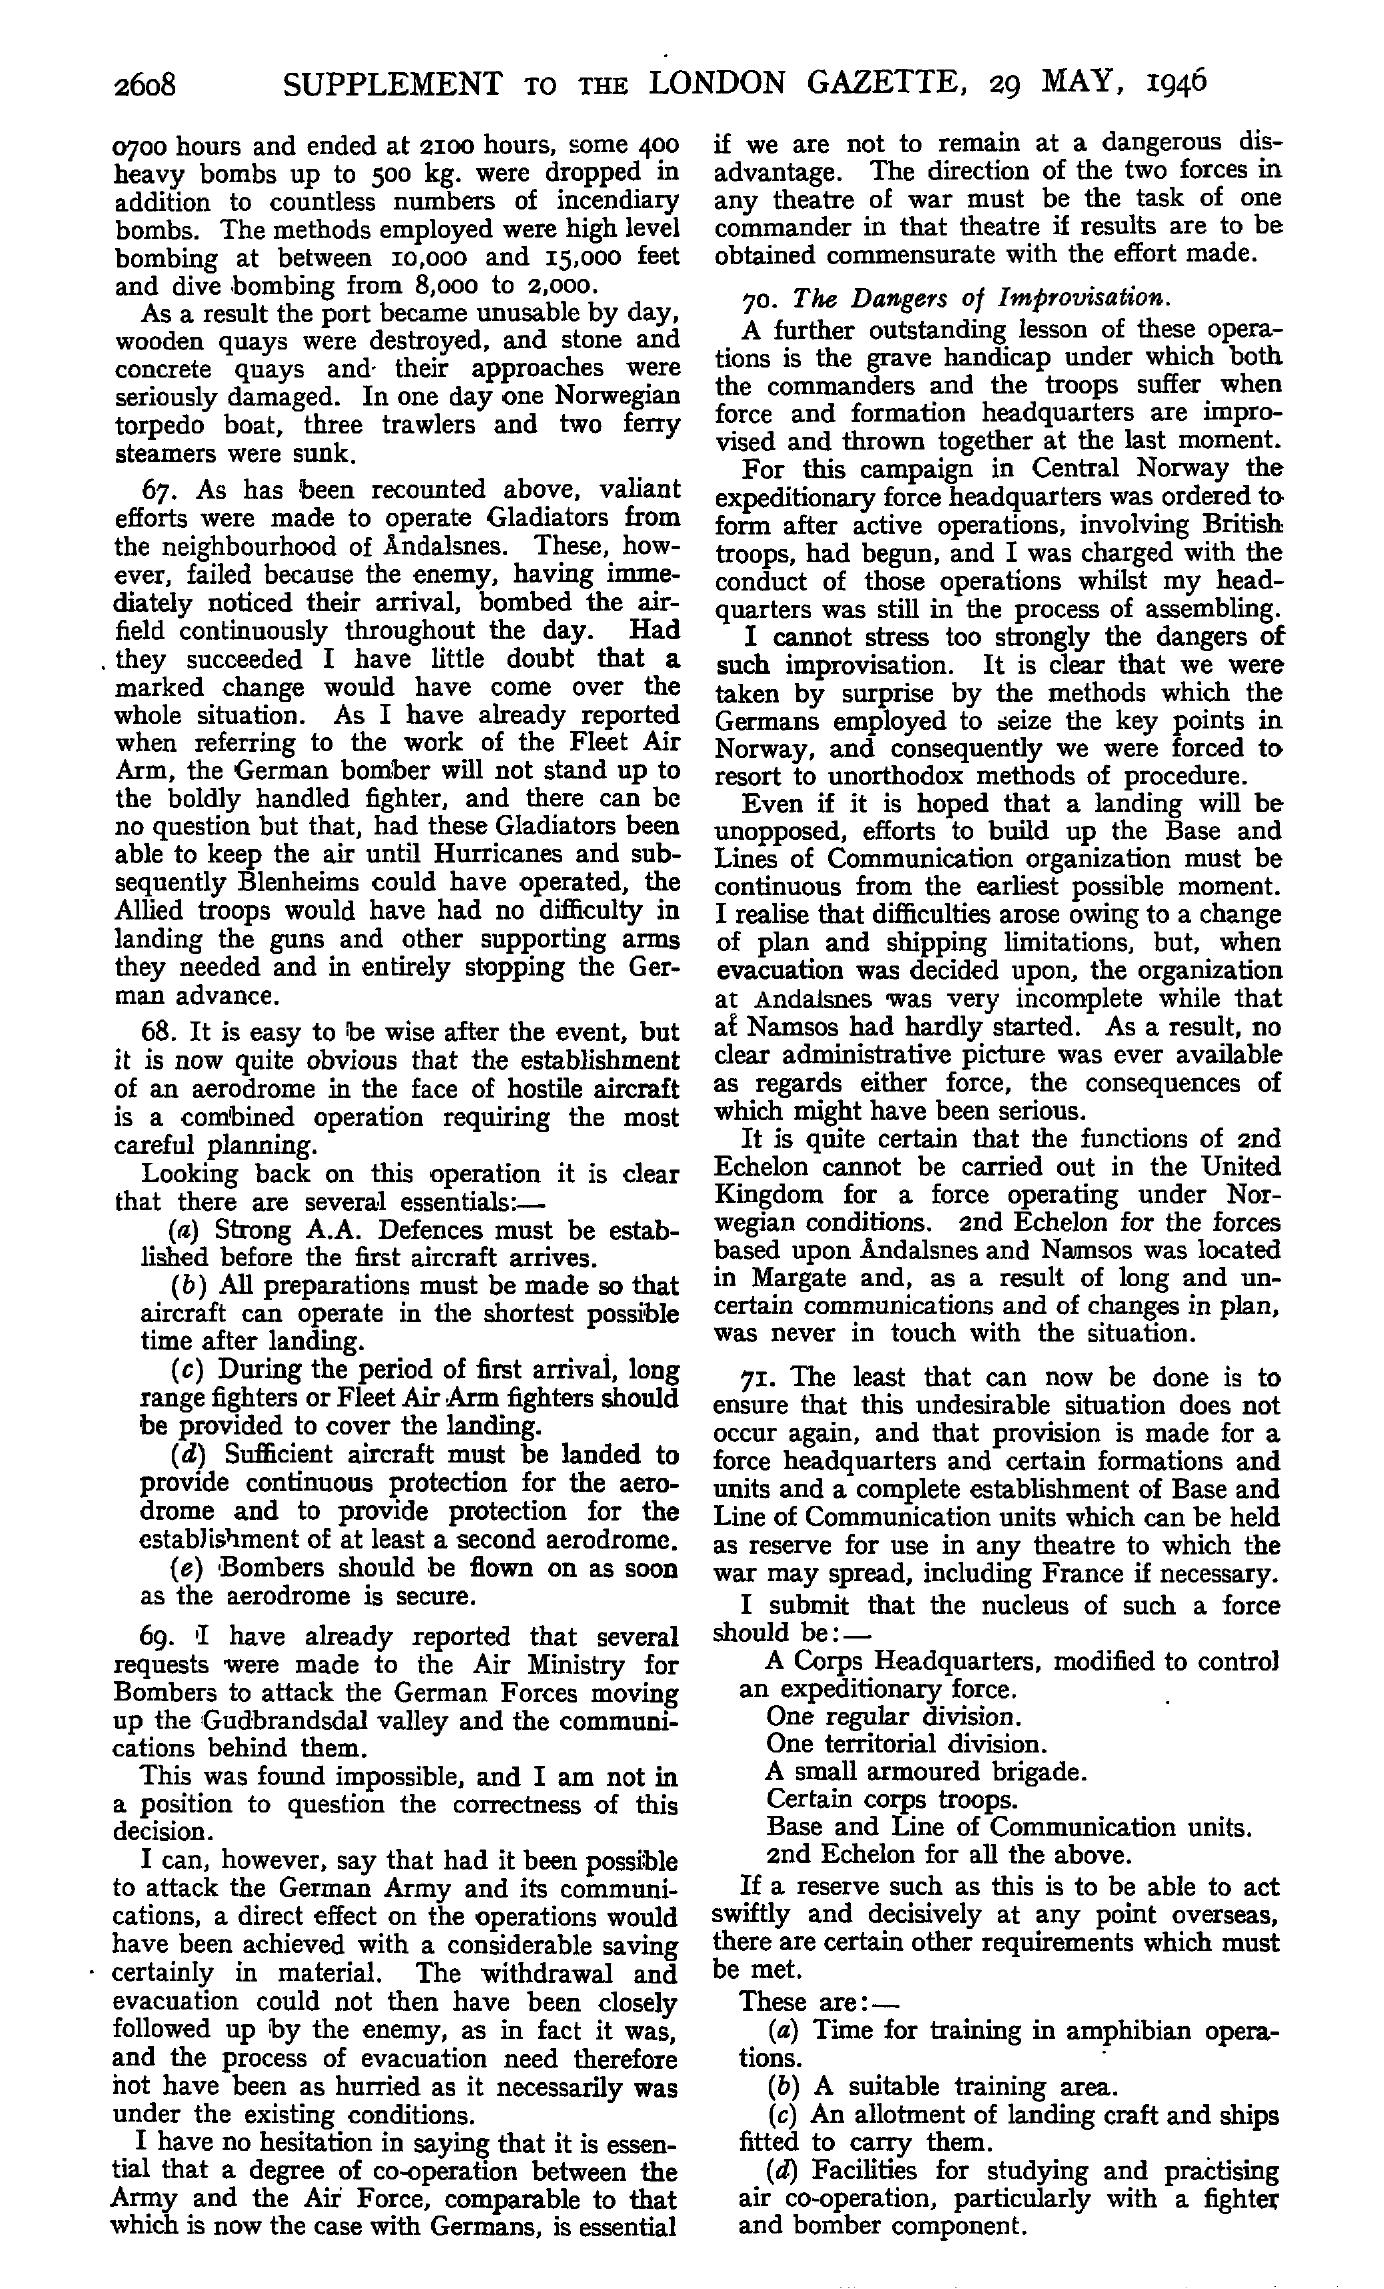 2608 SUPPLEMENT TO THE LONDON GAZETTE, 29 MAY, 1946
0700 hours and ended at 2100 hours, some 400
heavy bombs up to 500 kg. were dropped in
addition to countless numbers of incendiary
bombs. The methods employed were high level
bombing at between 10,000 and 15,000 feet
and dive bombing from 8,000 to 2,000.
As a result the port became unusable by day,
wooden quays were destroyed, and stone and
concrete quays and their approaches were
seriously damaged. In one day one Norwegian
torpedo boat, three trawlers and two ferry
steamers were sunk.
67. As has been recounted above, valiant
efforts were made to operate Gladiators from
the neighbourhood of Åndalsnes. These, how-
ever, failed because the enemy, having imme-
diately noticed their arrival, bombed the air-
field continuously throughout the day. Had
they succeeded I have little doubt that a
marked change would have come over the
whole situation. As I have already reported
when referring to the work of the Fleet Air
Arm, the German bomber will not stand up to
the boldly handled fighter, and there can be
no question but that, had these Gladiators been
able to keep the air until Hurricanes and sub-
sequently Blenheims could have operated, the
Allied troops would have had no difficulty in
landing the guns and other supporting arms
they needed and in entirely stopping the Ger-
man advance.
68. It is easy to be wise after the event, but
it is now quite obvious that the establishment
of an aerodrome in the face of hostile aircraft
is a combined operation requiring the most
careful planning.
Looking back on this operation it is clear
that there are several essentials:—
(a) Strong A.A. Defences must be estab-
lished before the first aircraft arrives.
(b) All preparations must be made so that
aircraft can operate in the shortest possible
time after landing.
(c) During the period of first arrival, long
range fighters or Fleet Air Arm fighters should
be provided to cover the landing.
(d) Sufficient aircraft must be landed to
provide continuous protection for the aero-
drome and to provide protection for the
establishment of at least a second aerodrome.
(e) Bombers should be flown on as soon
as the aerodrome is secure.
69. I have already reported that several
requests were made to the Air Ministry for
Bombers to attack the German Forces moving
up the Gudbrandsdal valley and the communi-
cations behind them.
This was found impossible, and I am not in
a position to question the correctness of this
decision.
I can, however, say that had it been possible
to attack the German Army and its communi-
cations, a direct effect on the operations would
have been achieved with a considerable saving
certainly in material. The withdrawal and
evacuation could not then have been closely
followed up by the enemy, as in fact it was,
and the process of evacuation need therefore
not have been as hurried as it necessarily was
under the existing conditions.
I have no hesitation in saying that it is essen-
tial that a degree of co-operation between the
Army and the Air Force, comparable to that
which is now the case with Germans, is essential
if we are not to remain at a dangerous dis-
advantage. The direction of the two forces in
any theatre of war must be the task of one
commander in that theatre if results are to be
obtained commensurate with the effort made.
70. The Dangers of Improvisation.
A further outstanding lesson of these opera-
tions is the grave handicap under which both
the commanders and the troops suffer when
force and formation headquarters are impro-
vised and thrown together at the last moment.
For this campaign in Central Norway the
expeditionary force headquarters was ordered to
form after active operations, involving British
troops, had begun, and I was charged with the
conduct of those operations whilst my head-
quarters was still in the process of assembling.
I cannot stress too strongly the dangers of
such improvisation. It is clear that we were
taken by surprise by the methods which the
Germans employed to seize the key points in
Norway, and consequently we were forced to
resort to unorthodox methods of procedure.
Even if it is hoped that a landing will be
unopposed, efforts to build up the Base and
Lines of Communication organization must be
continuous from the earliest possible moment.
I realise that difficulties arose owing to a change
of plan and shipping limitations, but, when
evacuation was decided upon, the organization
at Andalsnes was very incomplete while that
at Namsos had hardly started. As a result, no
clear administrative picture was ever available
as regards either force, the consequences of
which might have been serious.
It is quite certain that the functions of 2nd
Echelon cannot be carried out in the United
Kingdom for a force operating under Nor-
wegian conditions. 2nd Echelon for the forces
based upon Åndalsnes and Namsos was located
in Margate and, as a result of long and un-
certain communications and of changes in plan,
was never in touch with the situation.
71. The least that can now be done is to
ensure that this undesirable situation does not
occur again, and that provision is made for a
force headquarters and certain formations and
units and a complete establishment of Base and
Line of Communication units which can be held
as reserve for use in any theatre to which the
war may spread, including France if necessary.
I submit that the nucleus of such a force
should be:—
A Corps Headquarters, modified to control
an expeditionary force.
One regular division.
One territorial division.
A small armoured brigade.
Certain corps troops.
Base and Line of Communication units.
2nd Echelon for all the above.
If a reserve such as this is to be able to act
swiftly and decisively at any point overseas,
there are certain other requirements which must
be met.
These are:—
(a) Time for training in amphibian opera-
tions.
(b) A suitable training area.
(c) An allotment of landing craft and ships
fitted to carry them.
(d) Facilities for studying and practising
air co-operation, particularly with a fighter
and bomber component.